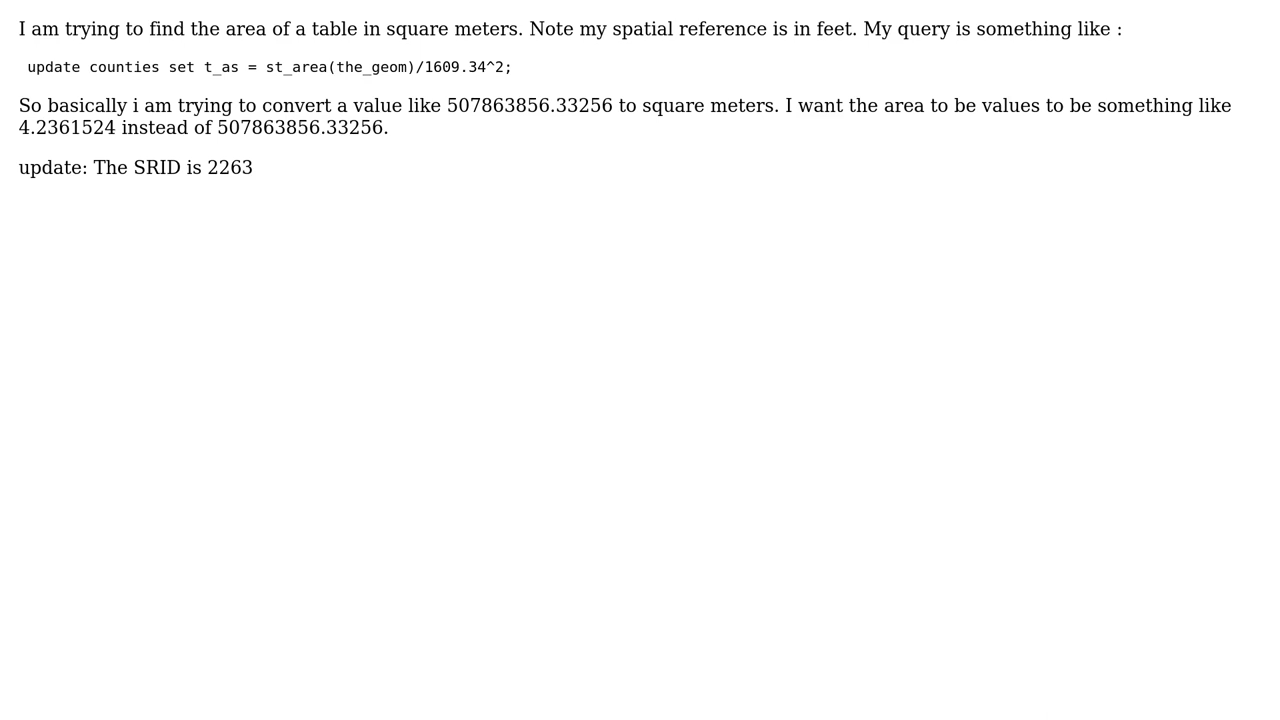 I am trying to find the area of a table in square meters. Note my spatial reference is in feet. My query is something like :
update counties set t_as = st_area(the_geom)/1609.34^2;
So basically i am trying to convert a value like 507863856.33256 to square meters. I want the area to be values to be something like
4.2361524 instead of 507863856.33256.
update: The SRID is 2263